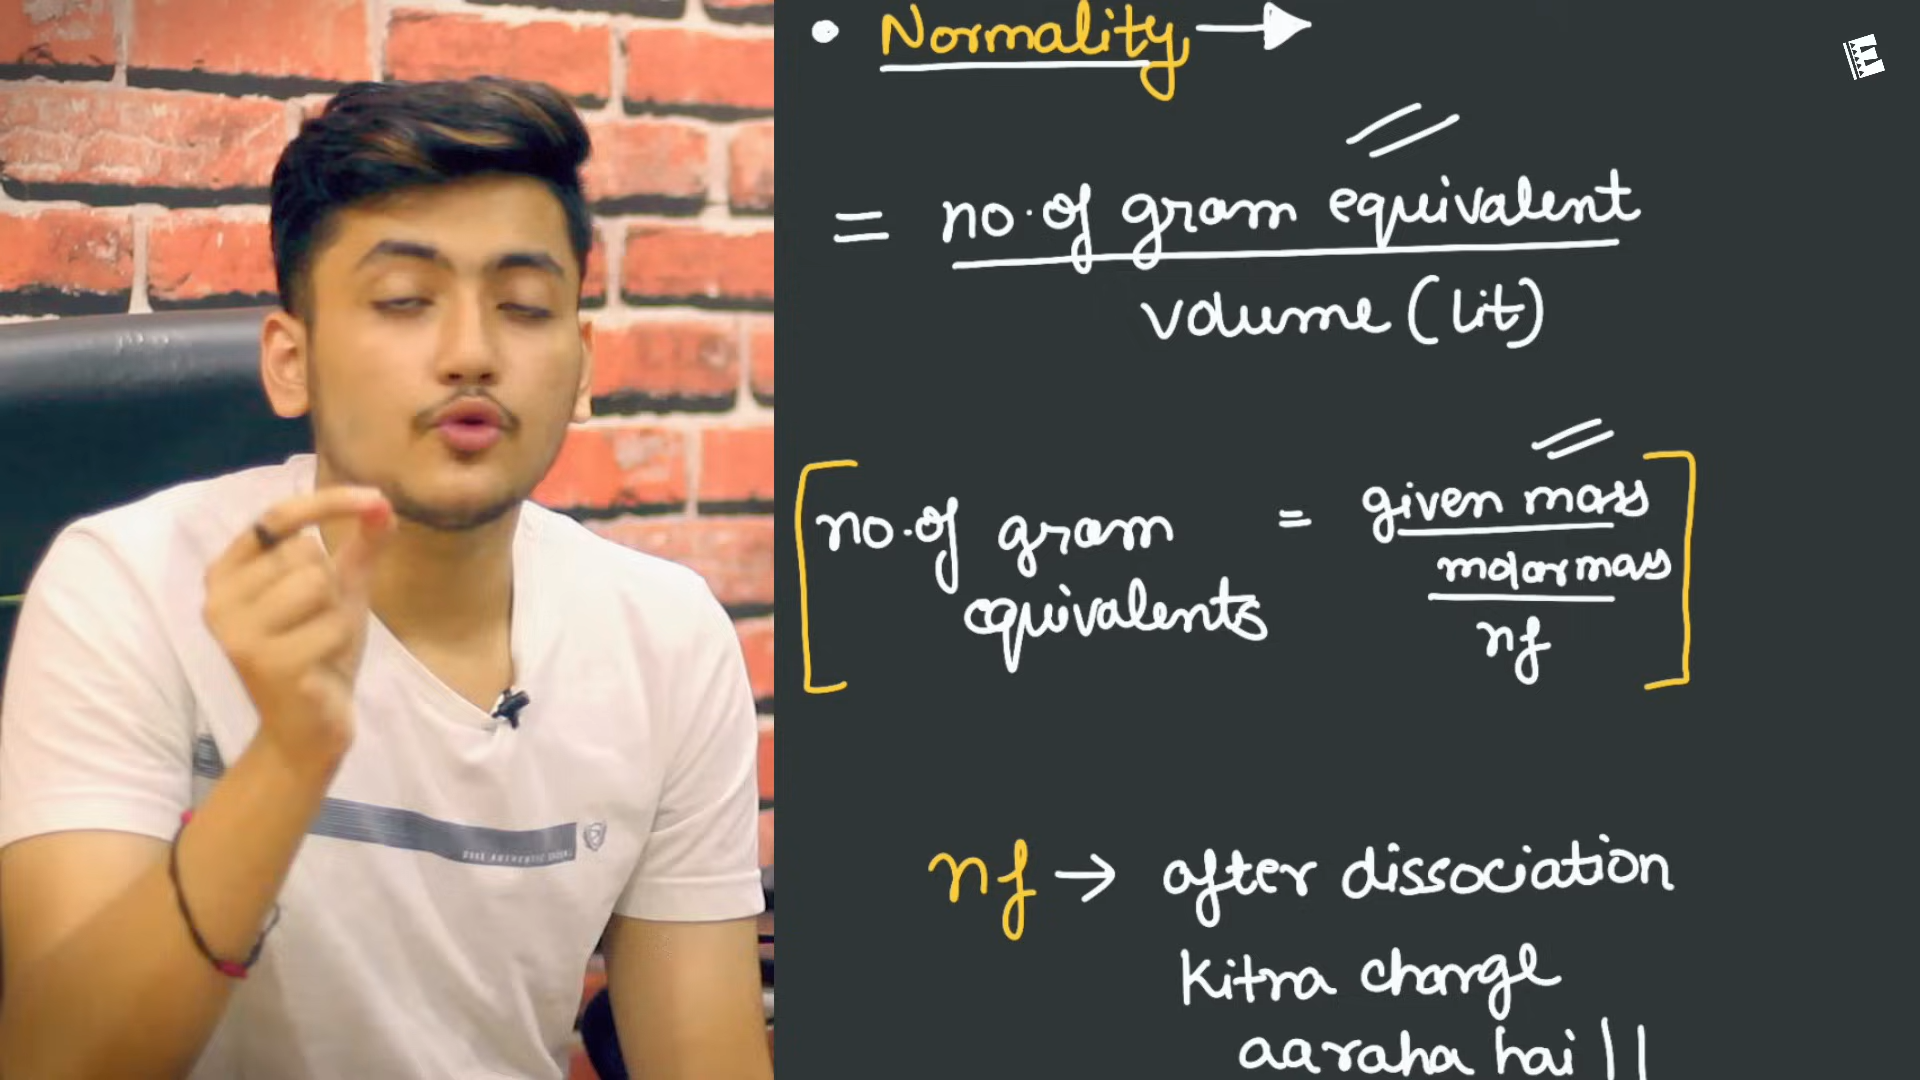 • Normality →
= no. of gram equivalent
volume (lit)
no. of gram equivalents = given mass
molar mass
nf
nf → after dissociation
kitna charge
aaraha hai ||